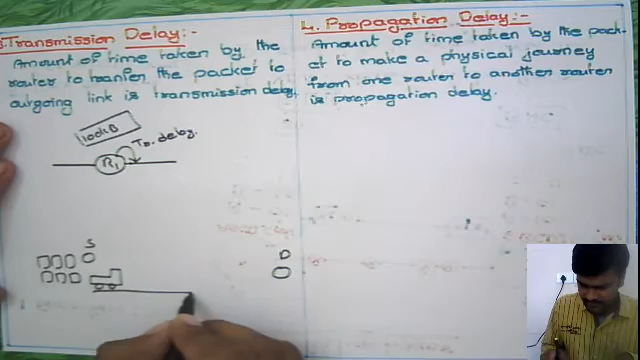 3.Transmission Delay:-
Amount of time taken by the
router to tranfer the packet to
outgoing link is transmission delay
100KB
R1
Tr. delay.
S
D
4. Propagation Delay:-
Amount of time taken by the pack-
et to make a physical journey
from one router to another router
is propagation delay.